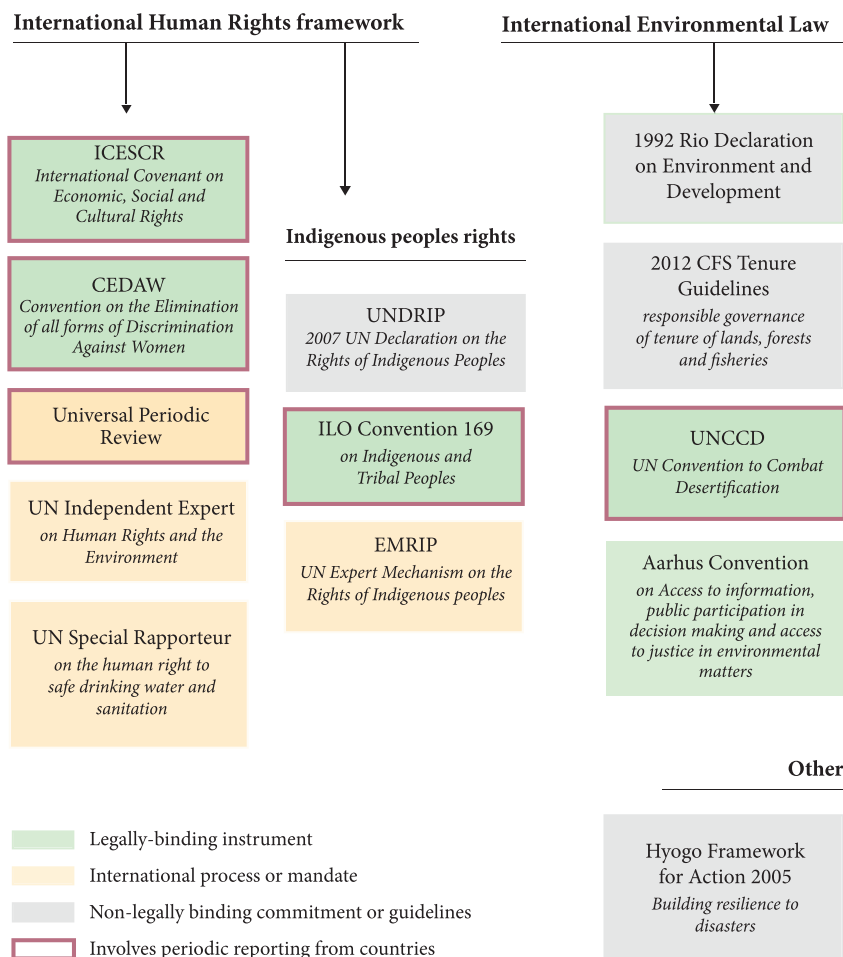 International Human Rights framework
ICESCR
International Covenant on
Economic, Social and
Cultural Rights
CEDAW
Convention on the Elimination
of all forms of Discrimination
Against Women
Universal Periodic
Review
UN Independent Expert
on Human Rights and the
Environment
UN Special Rapporteur
on the human right to
safe drinking water and
sanitation
Indigenous peoples rights
UNDRIP
2007 UN Declaration on the
Rights of Indigenous Peoples
ILO Convention 169
on Indigenous and
Tribal Peoples
EMRIP
UN Expert Mechanism on the
Rights of Indigenous peoples
International Environmental Law
1992 Rio Declaration
on Environment and
Development
2012 CFS Tenure
Guidelines
responsible governance
of tenure of lands, forests
and fisheries
UNCCD
UN Convention to Combat
Desertification
Aarhus Convention
on Access to information,
public participation in
decision making and access
to justice in environmental
matters
Other
Hyogo Framework
for Action 2005
Building resilience to
disasters
Legally-binding instrument
International process or mandate
Non-legally binding commitment or guidelines
Involves periodic reporting from countries